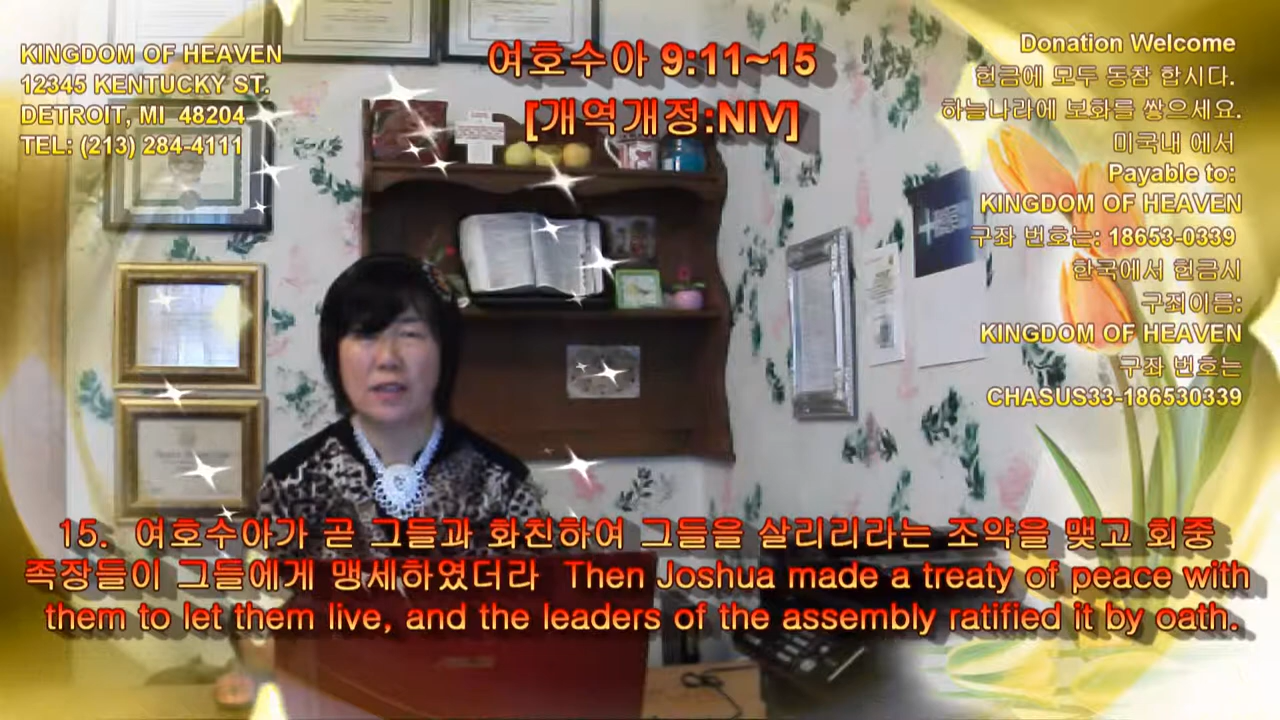 KINGDOM OF HEAVEN
12345 KENTUCKY ST.
DETROIT, MI 48204
TEL: (213) 284-4111
여호수아 9:11~15
[개역개정:NIV]
Donation Welcome
헌금에 모두 동참 합시다.
하늘나라에 보화를 쌓으세요.
미국내 에서
Payable to:
KINGDOM OF HEAVEN
구좌 번호는: 18653-0339
한국에서 헌금시
구좌이름:
KINGDOM OF HEAVEN
구좌 번호는
CHASUS33-186530339
15. 여호수아가 곧 그들과 화친하여 그들을 살리리라는 조약을 맺고 회중
족장들이 그들에게 맹세하였더라 Then Joshua made a treaty of peace with
them to let them live, and the leaders of the assembly ratified it by oath.